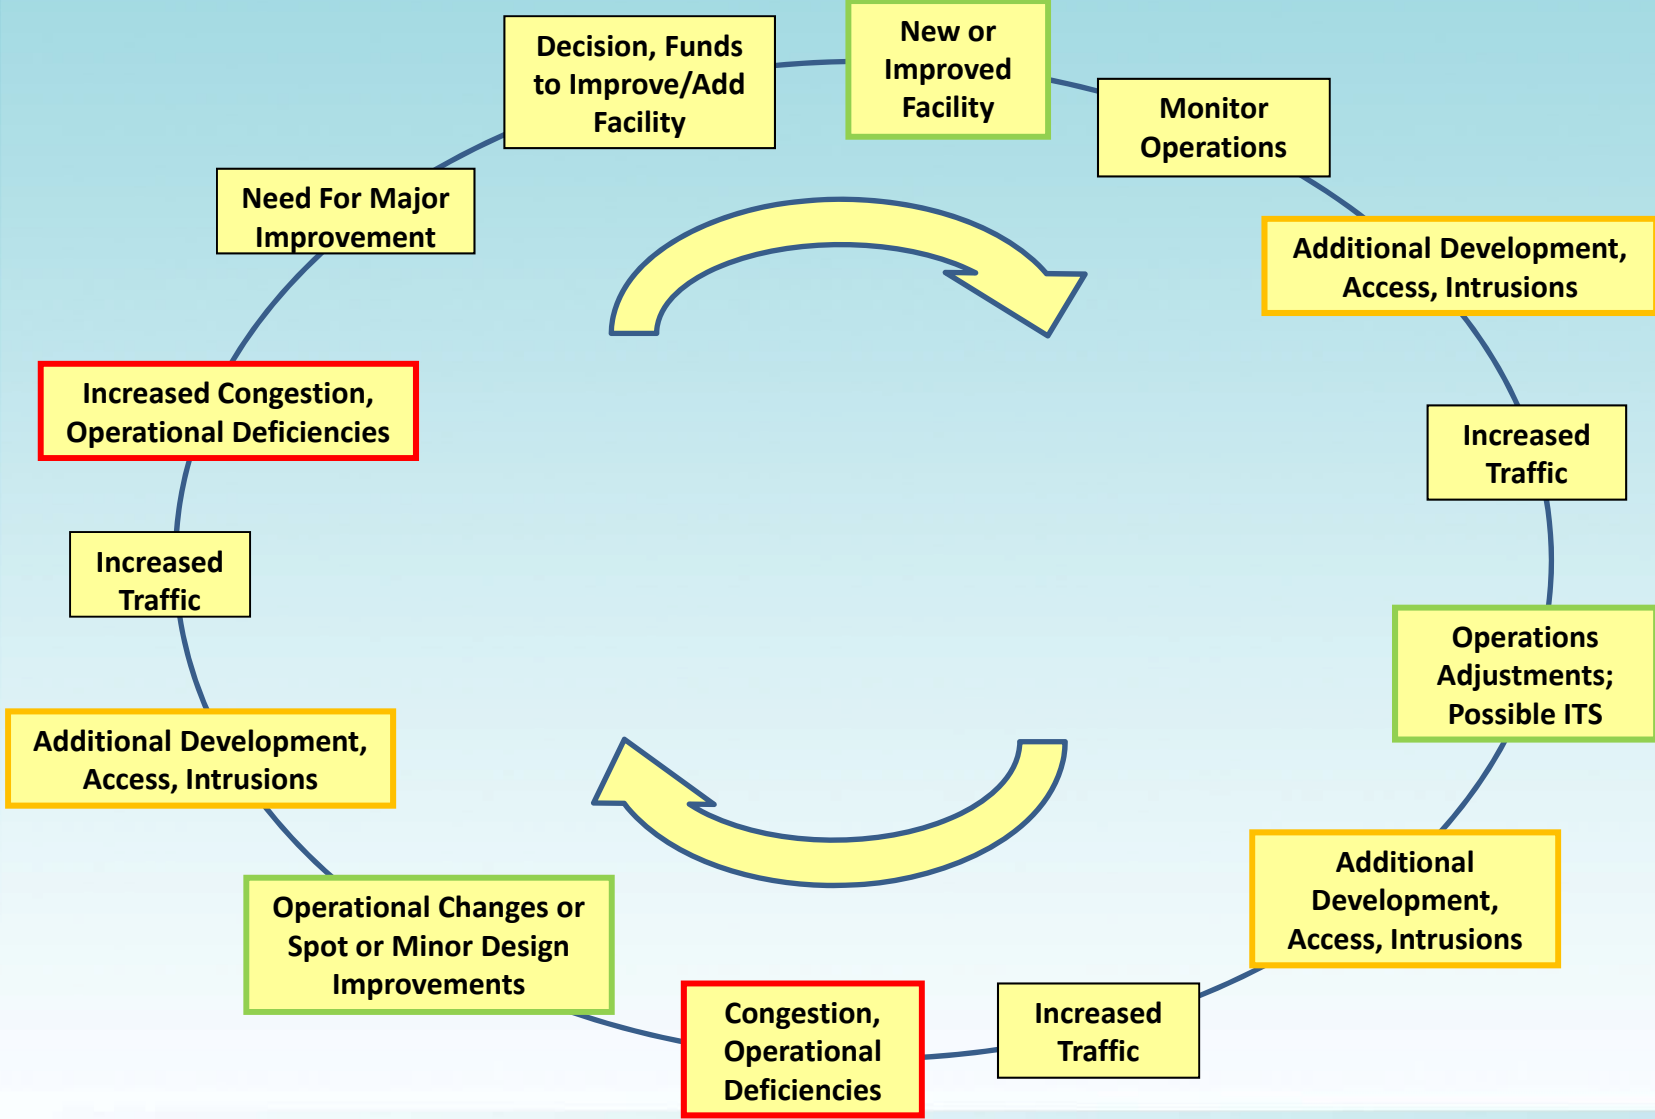 Decision, Funds
to Improve/Add
Facility
New or
Improved
Facility
Monitor
Operations
Additional Development,
Access, Intrusions
Increased
Traffic
Operations
Adjustments;
Possible ITS
Additional
Development,
Access, Intrusions
Increased
Traffic
Congestion,
Operational
Deficiencies
Operational Changes or
Spot or Minor Design
Improvements
Additional Development,
Access, Intrusions
Increased
Traffic
Increased Congestion,
Operational Deficiencies
Need For Major
Improvement